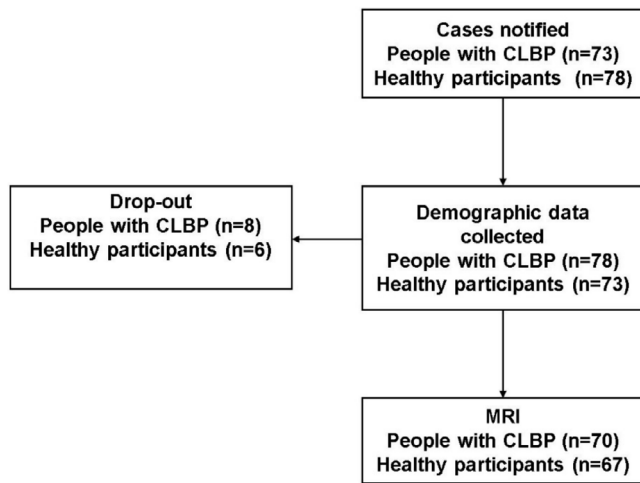 Cases notified
People with CLBP (n=73)
Healthy participants (n=78)
Drop-out
People with CLBP (n=8)
Healthy participants (n=6)
Demographic data
collected
People with CLBP (n=78)
Healthy participants (n=73)
MRI
People with CLBP (n=70)
Healthy participants (n=67)